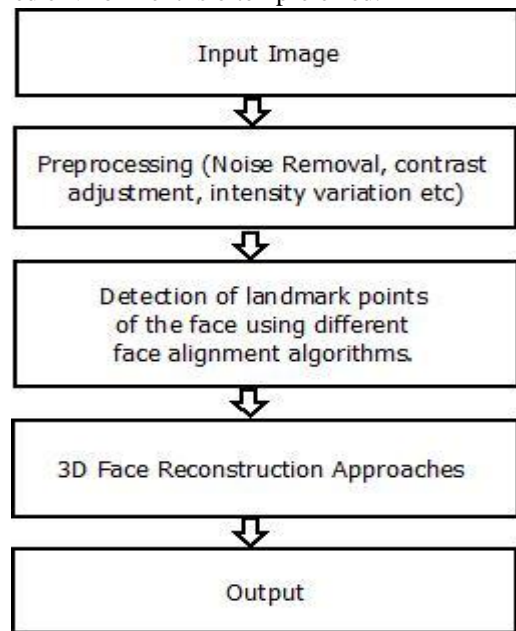 Input Image
Preprocessing (Noise Removal, contrast
adjustment, intensity variation etc)
Detection of landmark points
of the face using different
face alignment algorithms.
3D Face Reconstruction Approaches
Output